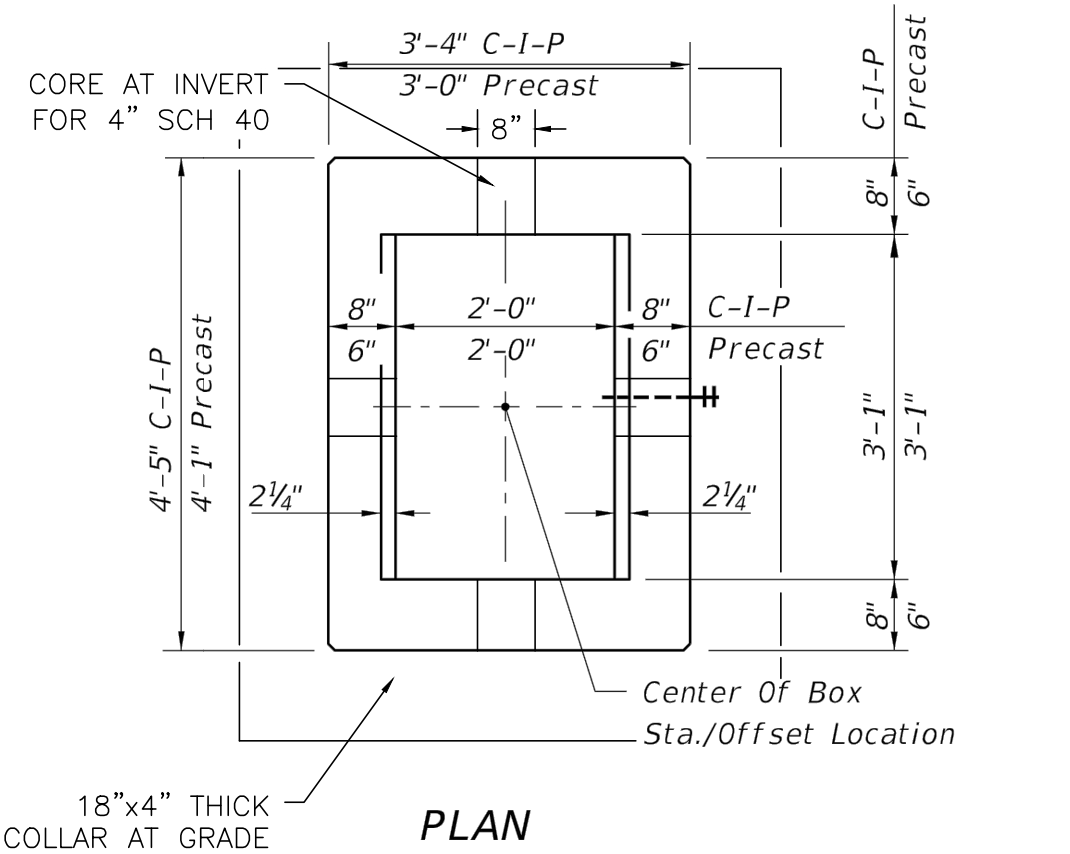 3'-4" C-I-P
3'-0" Precast
CORE AT INVERT
FOR 4" SCH 40
8"
C-I-P
Precast
8"
6"
8"
2'-0"
8"
C-I-P
6"
2'-0"
6"
Precast
4'-5" C-I-P
4'-1" Precast
3'-1"
3'-1"
2¼"
2¼"
8"
6"
Center Of Box
Sta./Offset Location
18"x4" THICK
COLLAR AT GRADE
PLAN